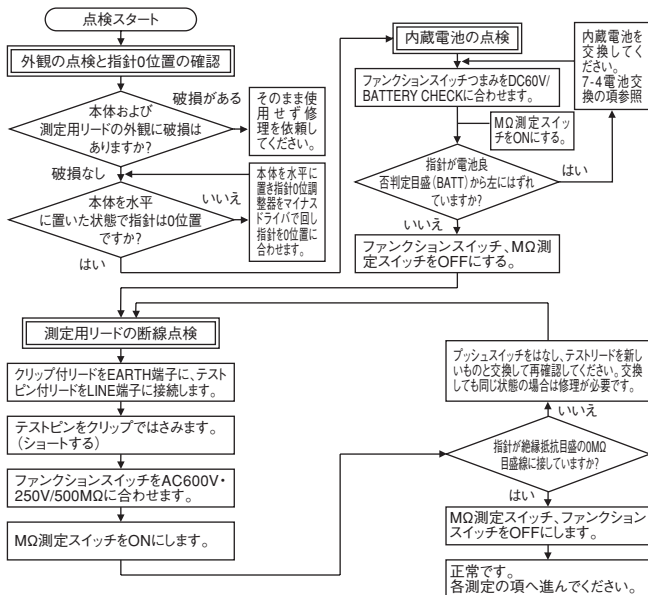 点検スタート
外観の点検と指針0位置の確認
本体および
測定用リードの外観に破損は
ありますか？
破損がある
そのまま使
用せず修
理を依頼し
てください。
破損なし
本体を水平
に置いた状態で指針は0位置
ですか？
いいえ
本体を水平に
置き指針0位調
整器をマイナス
ドライバで回し
指針を0位置に
合わせます。
はい
内蔵電池の点検
ファンクションスイッチつまみをDC60V/
BATTERY CHECKに合わせます。
MΩ測定スイッ
チをONにする。
指針が電池良
否判定目盛（BATT）から左にはずれ
ていますか？
はい
内蔵電池を
交換してく
ださい。
7-4電池交
換の項参照
いいえ
ファンクションスイッチ、MΩ測
定スイッチをOFFにする。
測定用リードの断線点検
クリップ付リードをEARTH端子に、テスト
ピン付リードをLINE端子に接続します。
テストピンをクリップではさみます。
（ショートする）
ファンクションスイッチをAC600V・
250V/500MΩに合わせます。
MΩ測定スイッチをONにします。
プッシュスイッチをはなし、テストリードを新し
いものと交換して再確認してください。交換
しても同じ状態の場合は修理が必要です。
いいえ
指針が絶縁抵抗目盛の0MΩ
目盛線に接していますか？
はい
MΩ測定スイッチ、ファンクション
スイッチをOFFにします。
正常です。
各測定の項へ進んでください。